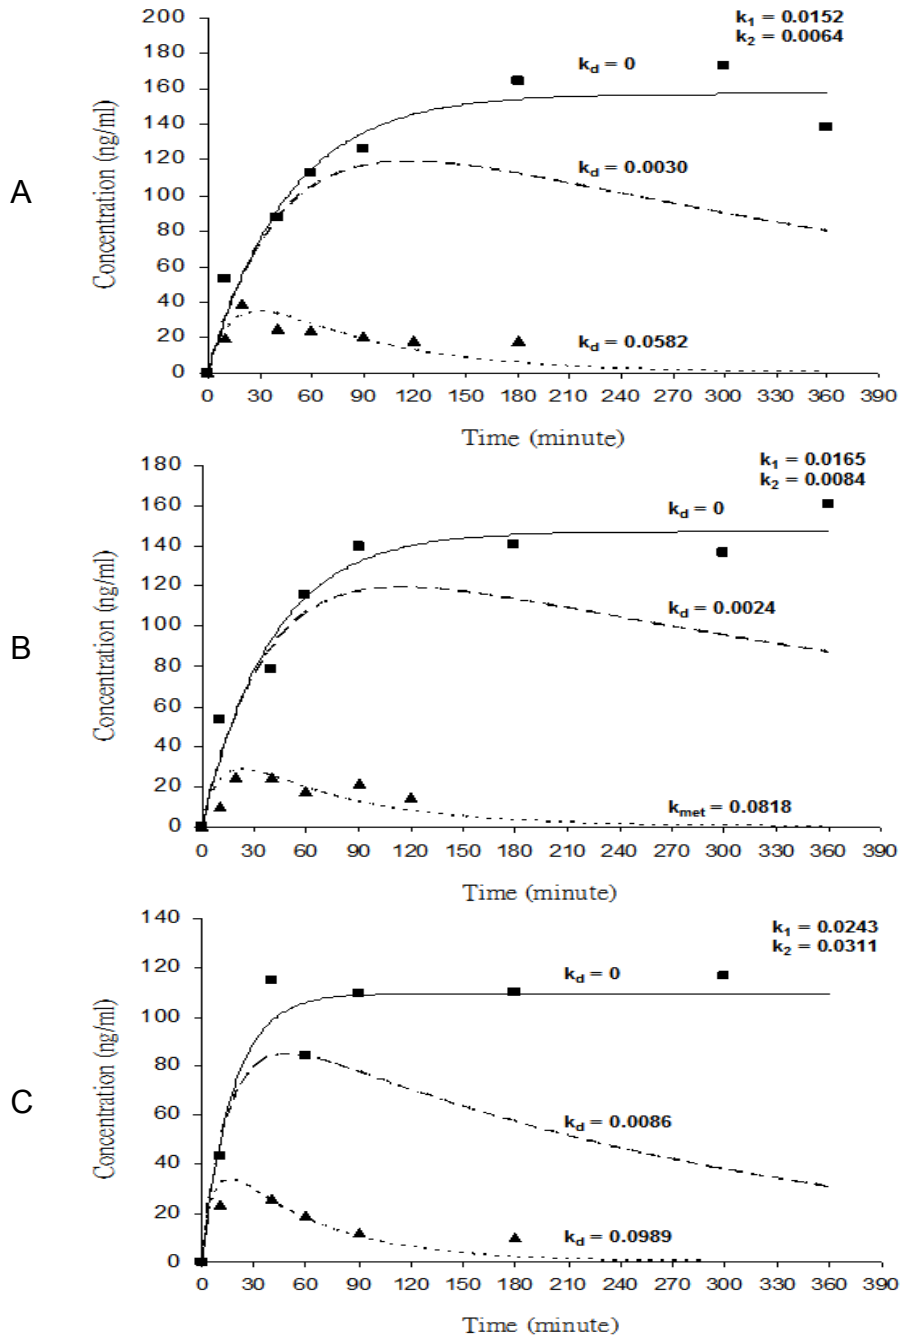 A
Concentration (ng/ml)
200
180
160
140
120
100
80
60
40
20
0
k1 = 0.0152
k2 = 0.0064
kd = 0
kd = 0.0030
kd = 0.0582
0 30 60 90 120 150 180 210 240 270 300 330 360 390
Time (minute)
B
Concentration (ng/ml)
180
160
140
120
100
80
60
40
20
0
k1 = 0.0165
k2 = 0.0084
kd = 0
kd = 0.0024
kmet = 0.0818
0 30 60 90 120 150 180 210 240 270 300 330 360 390
Time (minute)
C
Concentration (ng/ml)
140
120
100
80
60
40
20
0
k1 = 0.0243
k2 = 0.0311
kd = 0
kd = 0.0086
kd = 0.0989
0 30 60 90 120 150 180 210 240 270 300 330 360 390
Time (minute)